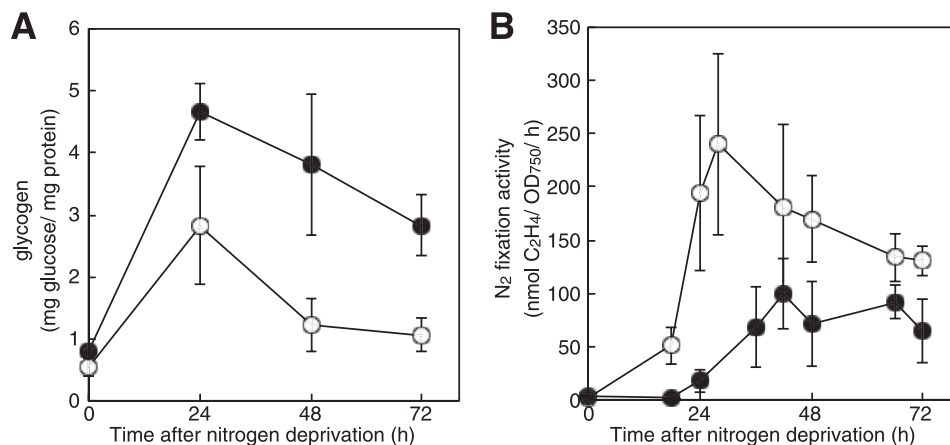 A
glycogen
(mg glucose/ mg protein)
6
5
4
3
2
1
0
0 24 48 72
Time after nitrogen deprivation (h)
B
N2 fixation activity
(nmol C2H4/ OD750/ h)
350
300
250
200
150
100
50
0
0 24 48 72
Time after nitrogen deprivation (h)